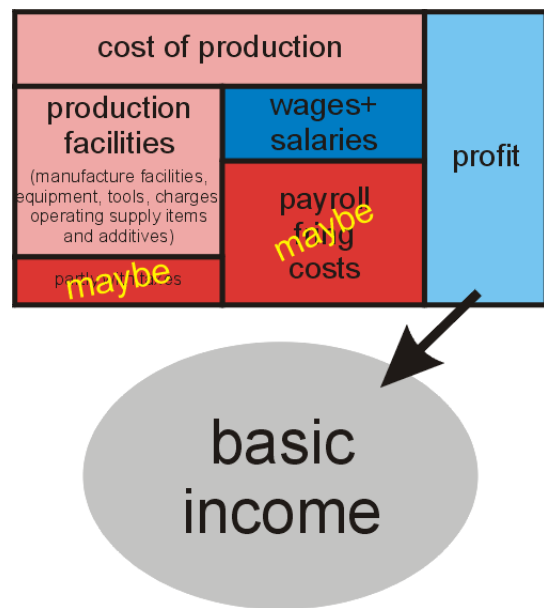 cost of production
production
facilities
(manufacture facilities,
equipment, tools, charges
operating supply items
and additives)
partly
maybe
wages+
salaries
payroll
maybe
costs
profit
basic
income